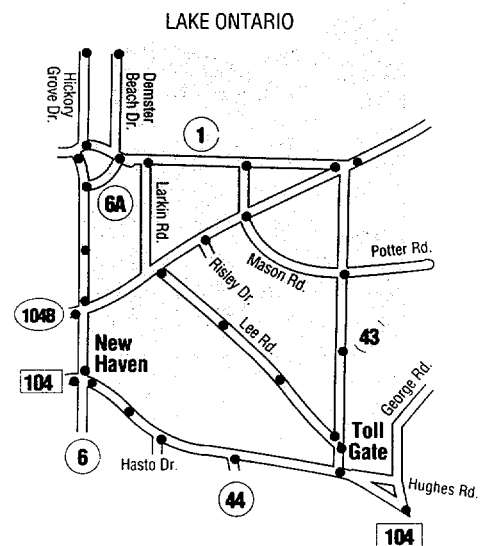 LAKE ONTARIO
Hickory
Grove Dr.
Demster
Beach Dr.
1
6A
Larkin Rd.
Potter Rd.
Mason Rd.
Risley Dr.
104B
Lee Rd.
43
New
Haven
104
George Rd.
Toll
Gate
6
Hasto Dr.
44
Hughes Rd.
104